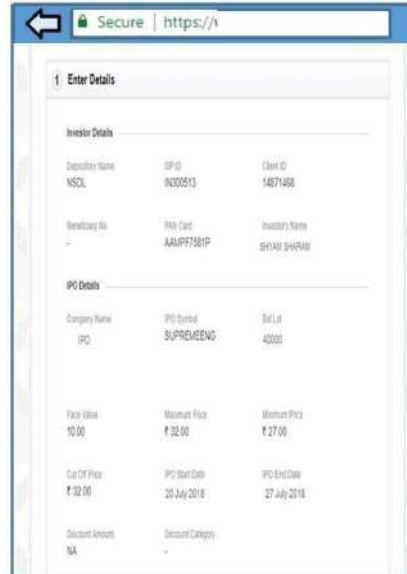 Secure | https://
1 Enter Details
Investor Details
Depository Name DP ID Client ID
NSDL IN300513 14871468
Beneficiary No. PAN Card Investor's Name
- AAMPF7581P SHYAM SHARAM
IPO Details
Company Name IPO Symbol Bid Lot
IPO SUPREMEENG 40000
Face Value Maximum Price Minimum Price
10.00 ₹ 32.00 ₹ 27.00
Cut Off Price IPO Start Date IPO End Date
₹ 32.00 20 July 2018 27 July 2018
Discount Amount Discount Category
NA -